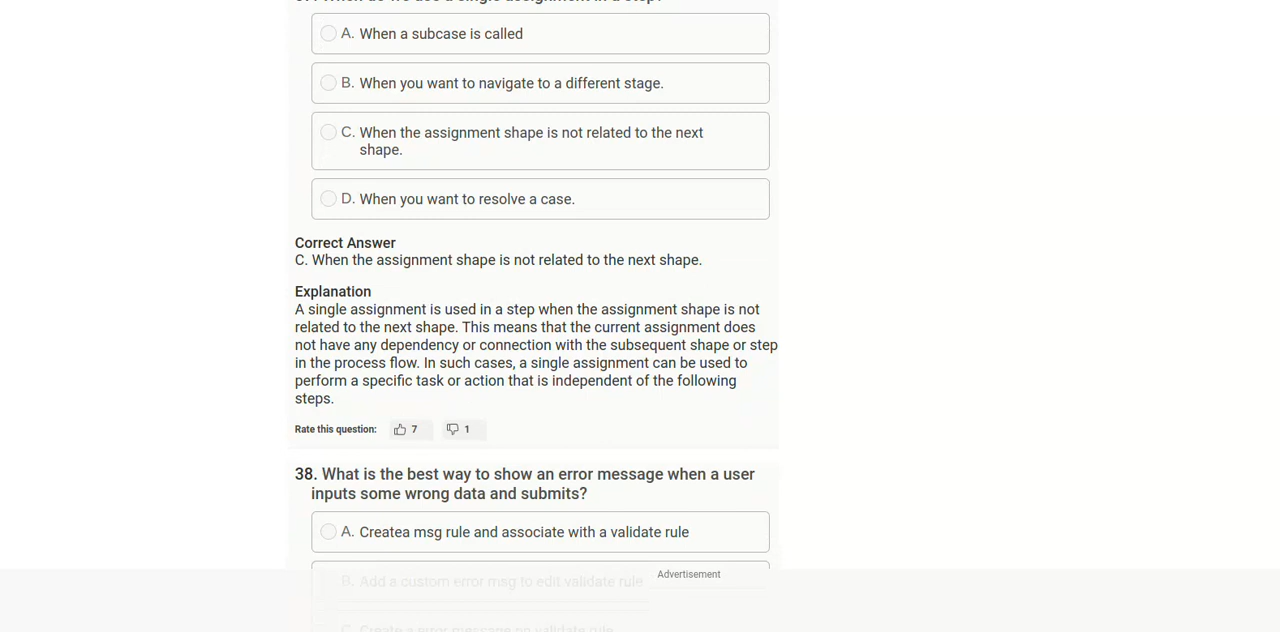 A. When a subcase is called
B. When you want to navigate to a different stage.
C. When the assignment shape is not related to the next
shape.
D. When you want to resolve a case.
Correct Answer
C. When the assignment shape is not related to the next shape.
Explanation
A single assignment is used in a step when the assignment shape is not
related to the next shape. This means that the current assignment does
not have any dependency or connection with the subsequent shape or step
in the process flow. In such cases, a single assignment can be used to
perform a specific task or action that is independent of the following
steps.
Rate this question: 7 1
38. What is the best way to show an error message when a user
inputs some wrong data and submits?
A. Createa msg rule and associate with a validate rule
Advertisement
B. Add a custom error msg to edit validate rule
C. Create a error message on validate rule